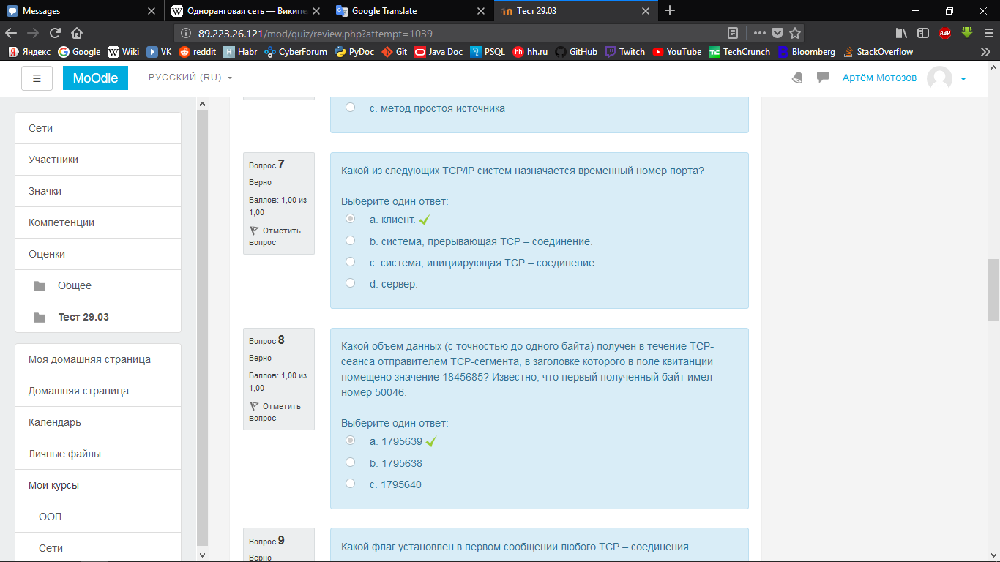 Messages
Одноранговая сеть — Викип
Google Translate
Тест 29.03
89.223.26.121/mod/quiz/review.php?attempt=1039
ABP
Яндекс
Google
Wiki
VK
reddit
Habr
CyberForum
PyDoc
Git
Java Doc
PSQL
hh.ru
GitHub
Twitch
YouTube
TechCrunch
Bloomberg
StackOverflow
MoOdle
РУССКИЙ (RU)
Артём Мотозов
Сети
Участники
Значки
Компетенции
Оценки
Общее
Тест 29.03
Моя домашняя страница
Домашняя страница
Календарь
Личные файлы
Мои курсы
ООП
Сети
c. метод простоя источника
Вопрос 7
Верно
Баллов: 1,00 из
1,00
Отметить
вопрос
Какой из следующих TCP/IP систем назначается временный номер порта?
Выберите один ответ:
a. клиент.
b. система, прерывающая TCP – соединение.
c. система, инициирующая TCP – соединение.
d. сервер.
Вопрос 8
Верно
Баллов: 1,00 из
1,00
Отметить
вопрос
Какой объем данных (с точностью до одного байта) получен в течение TCP-
сеанса отправителем TCP-сегмента, в заголовке которого в поле квитанции
помещено значение 1845685? Известно, что первый полученный байт имел
номер 50046.
Выберите один ответ:
a. 1795639
b. 1795638
c. 1795640
Вопрос 9
Верно
Какой флаг установлен в первом сообщении любого TCP – соединения.